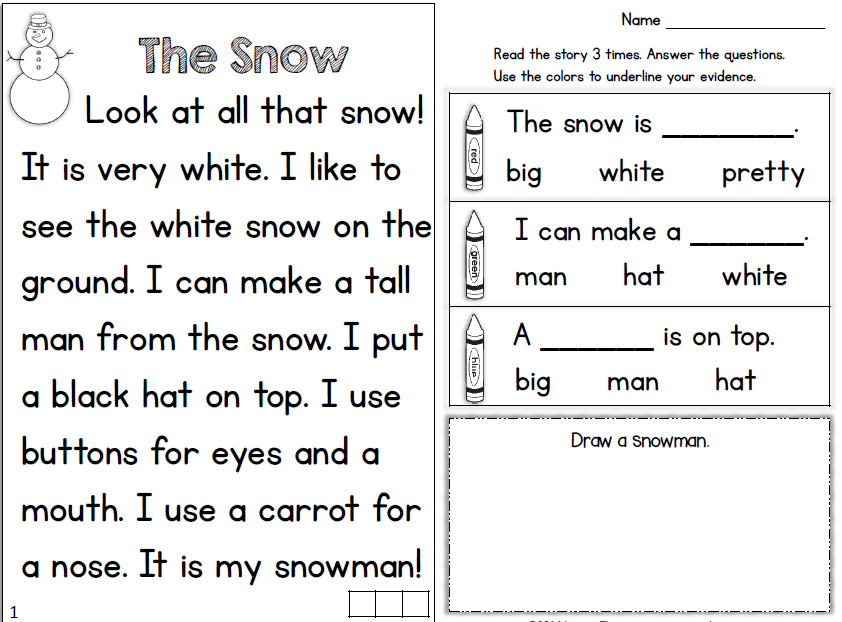 The Snow
Look at all that snow!
It is very white. I like to
see the white snow on the
ground. I can make a tall
man from the snow. I put
a black hat on top. I use
buttons for eyes and a
mouth. I use a carrot for
a nose. It is my snowman!
1
Name ____________
Read the story 3 times. Answer the questions.
Use the colors to underline your evidence.
red
The snow is ________.
big white pretty
green
I can make a _______.
man hat white
blue
A _______ is on top.
big man hat
Draw a snowman.